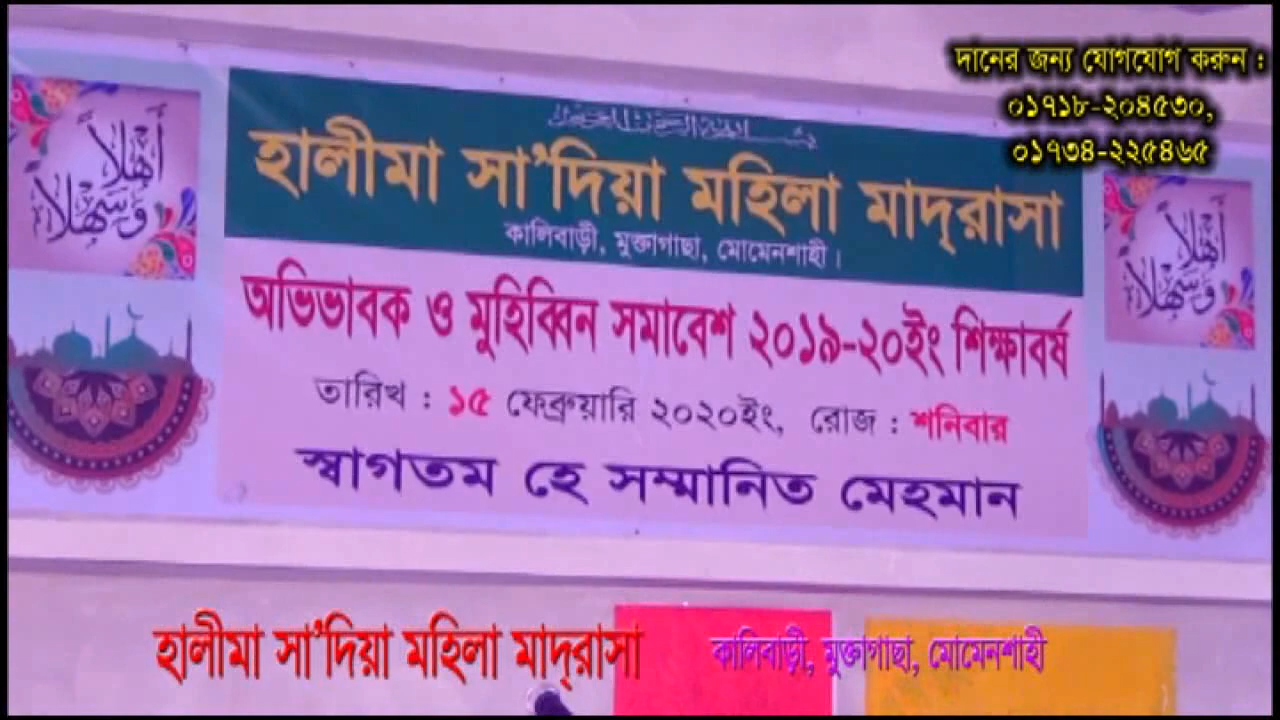 দানের জন্য যোগযোগ করুন :
০১৭১৮-২০৪৫৩০,
০১৭৩৪-২২৫৪৬৫
أهلا وسهلا
হালীমা সা’দিয়া মহিলা মাদ্‌রাসা
কালিবাড়ী, মুক্তাগাছা, মোমেনশাহী।
أهلا وسهلا
অভিভাবক ও মুহিব্বিন সমাবেশ ২০১৯-২০ইং শিক্ষাবর্ষ
তারিখ : ১৫ ফেব্রুয়ারি ২০২০ইং, রোজ : শনিবার
স্বাগতম হে সম্মানিত মেহমান
হালীমা সা’দিয়া মহিলা মাদ্‌রাসা কালিবাড়ী, মুক্তাগাছা, মোমেনশাহী